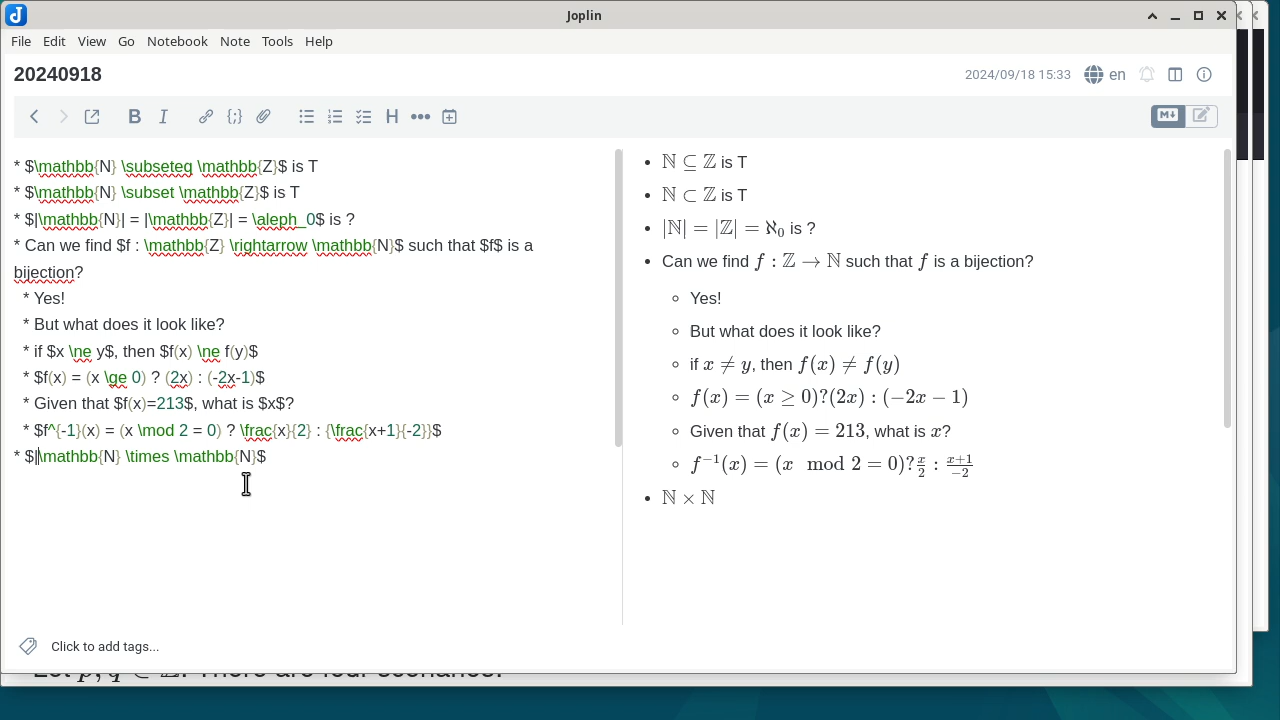 Joplin
File Edit View Go Notebook Note Tools Help
20240918
2024/09/18 15:33 en
* $\mathbb{N} \subseteq \mathbb{Z}$ is T
* $\mathbb{N} \subset \mathbb{Z}$ is T
* $|\mathbb{N}| = |\mathbb{Z}| = \aleph_0$ is ?
* Can we find $f : \mathbb{Z} \rightarrow \mathbb{N}$ such that $f$ is a
bijection?
* Yes!
* But what does it look like?
* if $x \ne y$, then $f(x) \ne f(y)$
* $f(x) = (x \ge 0) ? (2x) : (-2x-1)$
* Given that $f(x)=213$, what is $x$?
* $f^{-1}(x) = (x \mod 2 = 0) ? \frac{x}{2} : {\frac{x+1}{-2}}$
* $|\mathbb{N} \times \mathbb{N}$
• ℕ ⊆ ℤ is T
• ℕ ⊂ ℤ is T
• |ℕ| = |ℤ| = ℵ₀ is ?
• Can we find f : ℤ → ℕ such that f is a bijection?
◦ Yes!
◦ But what does it look like?
◦ if x ≠ y, then f(x) ≠ f(y)
◦ f(x) = (x ≥ 0)?(2x) : (−2x − 1)
◦ Given that f(x) = 213, what is x?
◦ f⁻¹(x) = (x mod 2 = 0)? x/2 : x+1/−2
• ℕ × ℕ
Click to add tags...
Let p, q ∈ ℤ. There are four scenarios.